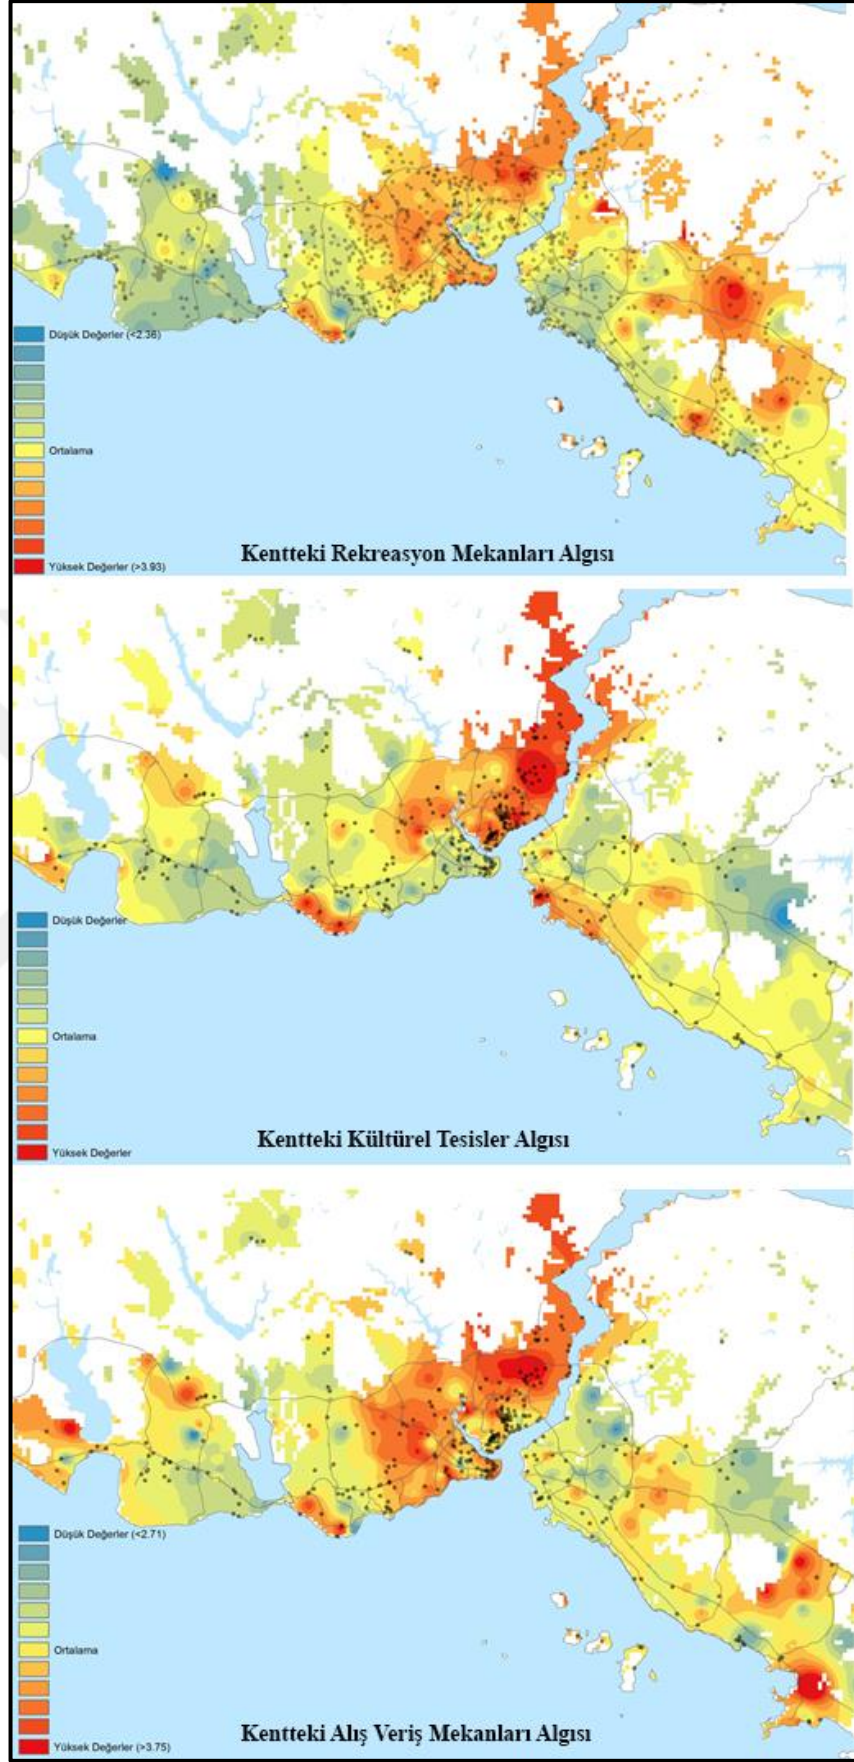 Düşük Değerler (<2.36)
Ortalama
Yüksek Değerler (>3.93)
Kentteki Rekreasyon Mekanları Algısı
Düşük Değerler
Ortalama
Yüksek Değerler
Kentteki Kültürel Tesisler Algısı
Düşük Değerler (<2.71)
Ortalama
Yüksek Değerler (>3.75)
Kentteki Alış Veriş Mekanları Algısı